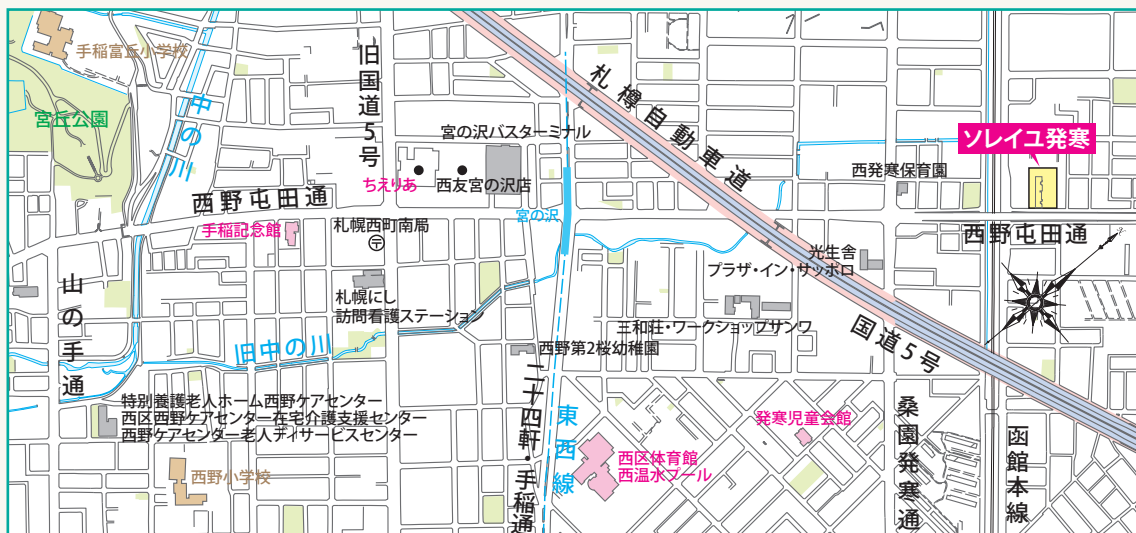 手稲富丘小学校
宮丘公園
中の川
旧国道5号
宮の沢バスターミナル
ちえりあ
西友宮の沢店
札樽自動車道
西発寒保育園
ソレイユ発寒
西野屯田通
手稲記念館
札幌西町南局
宮の沢
西野屯田通
光生舎
プラザ・イン・サッポロ
山の手通
札幌にし
訪問看護ステーション
三和荘・ワークショップサンワ
国道5号
旧中の川
西野第2桜幼稚園
特別養護老人ホーム西野ケアセンター
西区西野ケアセンター在宅介護支援センター
西野ケアセンター老人デイサービスセンター
二十四軒・手稲通
東西線
発寒児童会館
桑園発寒通
函館本線
西野小学校
西区体育館
西温水プール